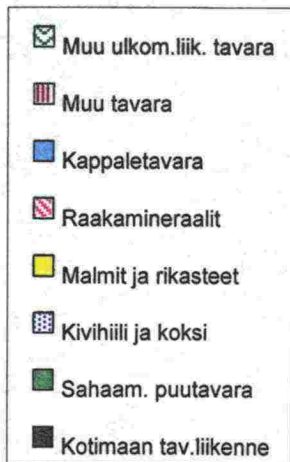 Muu ulkom.liik. tavara
Muu tavara
Kappaletavara
Raakamineraalit
Malmit ja rikasteet
Kivihiili ja koksi
Sahaam. puutavara
Kotimaan tav.liikenne